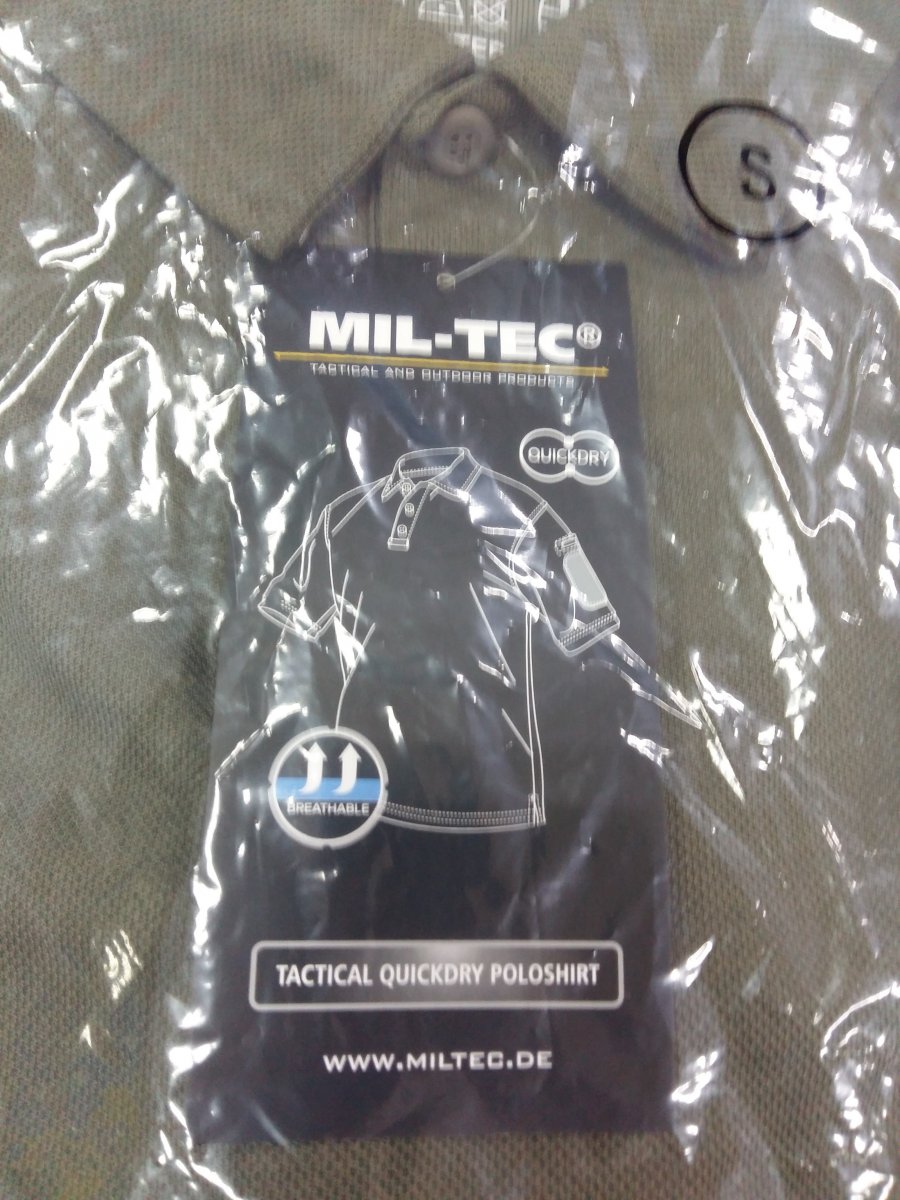 S
MIL-TEC®
TACTICAL AND OUTDOOR PRODUCTS
QUICKDRY
BREATHABLE
TACTICAL QUICKDRY POLOSHIRT
WWW.MILTEC.DE